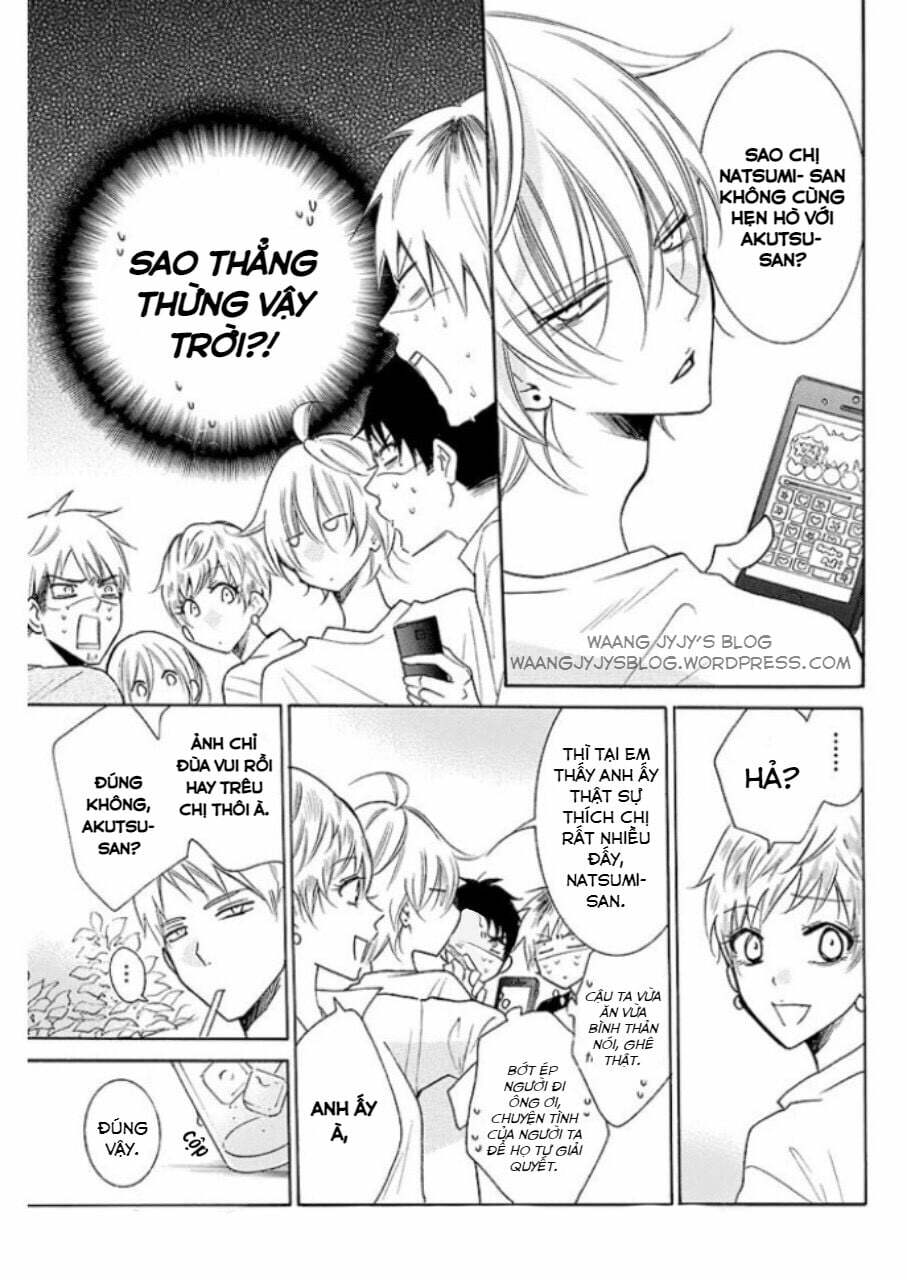 SAO CHỊ
NATSUMI- SAN
KHÔNG CÙNG
HẸN HÒ VỚI
AKUTSU-
SAN?
SAO THẲNG
THỪNG VẬY
TRỜI?!
WAANG JYJY'S BLOG
WAANGJYJYSBLOG.WORDPRESS.COM
......
HẢ?
THÌ TẠI EM
THẤY ANH ẤY
THẬT SỰ
THÍCH CHỊ
RẤT NHIỀU
ĐẤY,
NATSUMI-
SAN.
CẬU TA VỪA
ĂN VỪA
BÌNH THẢN
NÓI, GHÊ
THẬT.
BỚT ÉP
NGƯỜI ĐI
ÔNG ƠI,
CHUYỆN TÌNH
CỦA NGƯỜI TA
ĐỂ HỌ TỰ GIẢI
QUYẾT.
ANH ẤY
À,
ẢNH CHỈ
ĐÙA VUI RỒI
HAY TRÊU
CHỊ THÔI À.
ĐÚNG
KHÔNG,
AKUTSU-
SAN?
...
ĐÚNG
VẬY.
CỘP